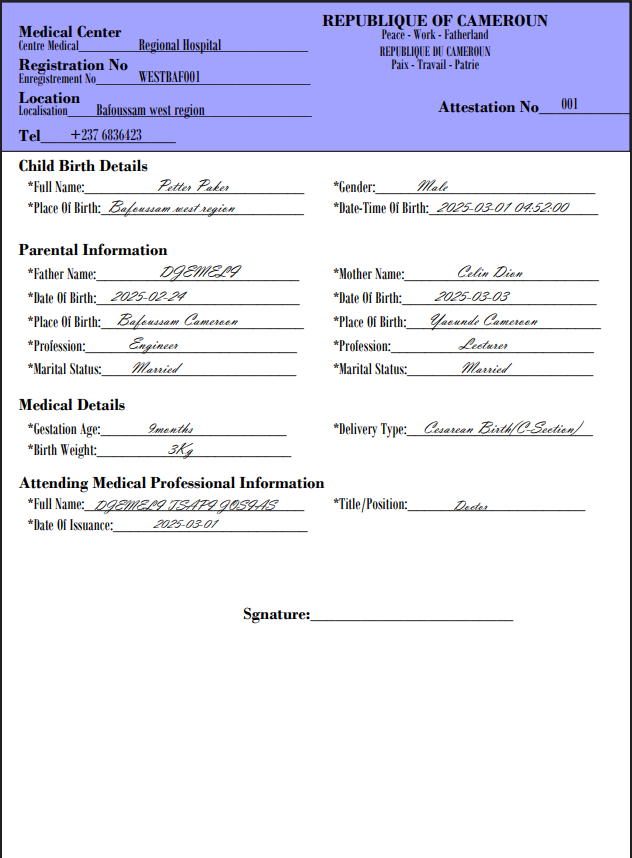 Medical Center
Centre Medical Regional Hospital
Registration No
Enregistrement No WESTBAF001
Location
Localisation Bafoussam west region
Tel +237 6836423
REPUBLIQUE OF CAMEROUN
Peace - Work - Fatherland
REPUBLIQUE DU CAMEROUN
Paix - Travail - Patrie
Attestation No 001
Child Birth Details
*Full Name: Petter Paker *Gender: Male
*Place Of Birth: Bafoussam west region *Date-Time Of Birth: 2025-03-01 04:52:00
Parental Information
*Father Name: DJEMELI *Mother Name: Celin Dion
*Date Of Birth: 2025-02-24 *Date Of Birth: 2025-03-03
*Place Of Birth: Bafoussam Cameroon *Place Of Birth: Yaounde Cameroon
*Profession: Engineer *Profession: Lecturer
*Marital Status: Married *Marital Status: Married
Medical Details
*Gestation Age: 9months *Delivery Type: Cesarean Birth(C-Section)
*Birth Weight: 3Kg
Attending Medical Professional Information
*Full Name: DJEMELI TSAPI JOSIAS *Title/Position: Doctor
*Date Of Issuance: 2025-03-01
Sgnature: